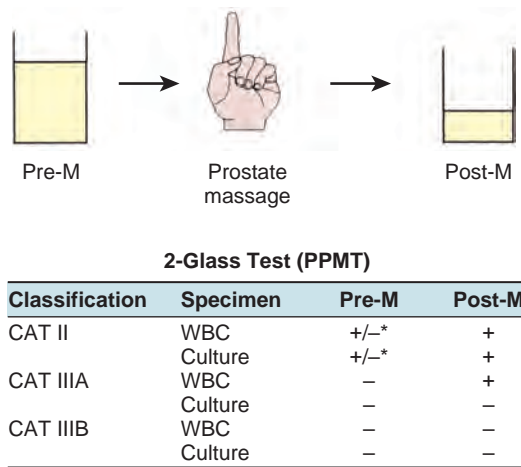 Pre-M Prostate Post-M
massage
2-Glass Test (PPMT)
Classification Specimen Pre-M Post-M
CAT II WBC +/–* +
Culture +/–* +
CAT IIIA WBC – +
Culture – –
CAT IIIB WBC – –
Culture – –